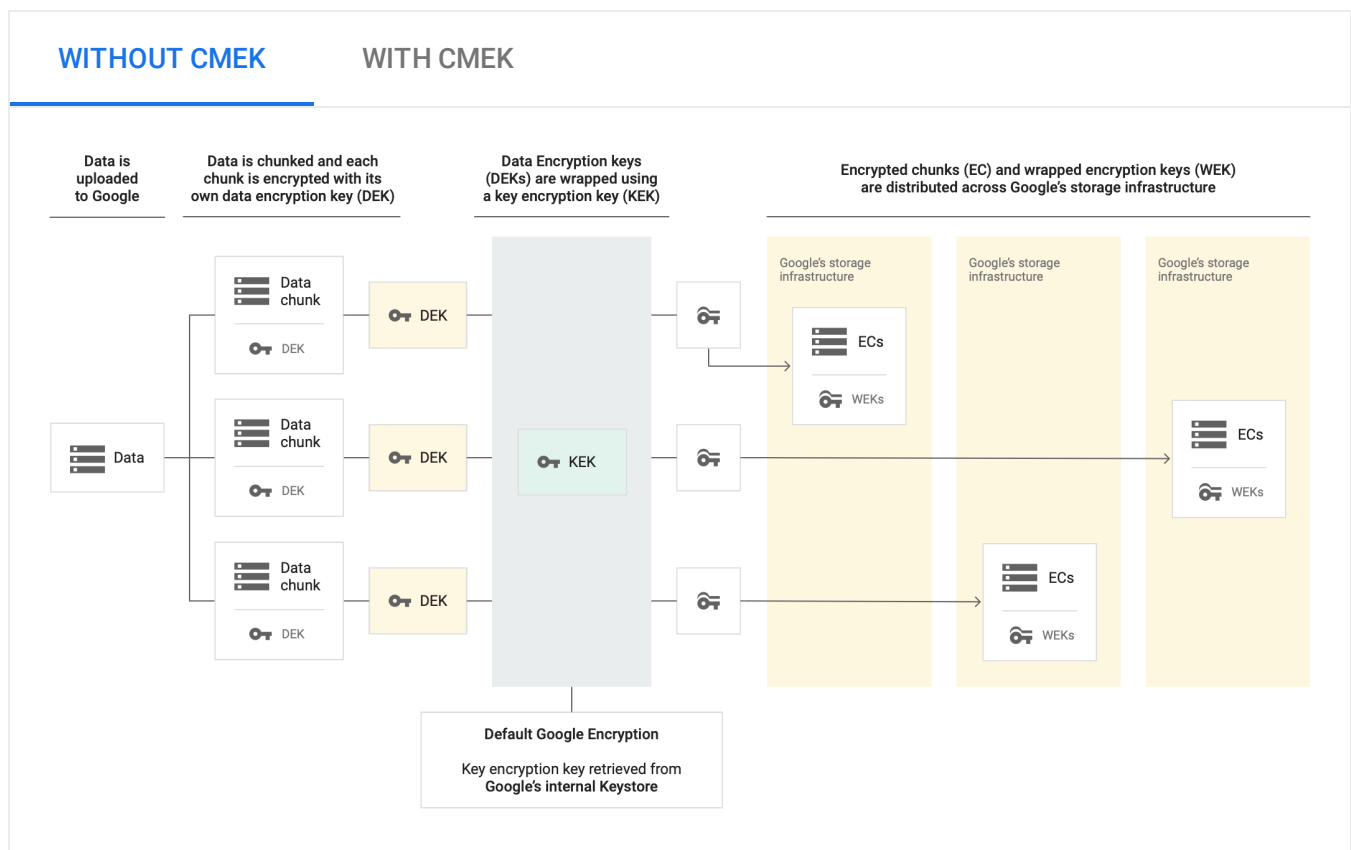 WITHOUT CMEK
WITH CMEK
Data is
uploaded
to Google
Data is chunked and each
chunk is encrypted with its
own data encryption key (DEK)
Data Encryption keys
(DEKs) are wrapped using
a key encryption key (KEK)
Encrypted chunks (EC) and wrapped encryption keys (WEK)
are distributed across Google’s storage infrastructure
Data
Data
chunk
DEK
DEK
Data
chunk
DEK
DEK
Data
chunk
DEK
DEK
KEK
Google’s storage
infrastructure
ECs
WEKs
Google’s storage
infrastructure
ECs
WEKs
Google’s storage
infrastructure
ECs
WEKs
Default Google Encryption
Key encryption key retrieved from
Google’s internal Keystore